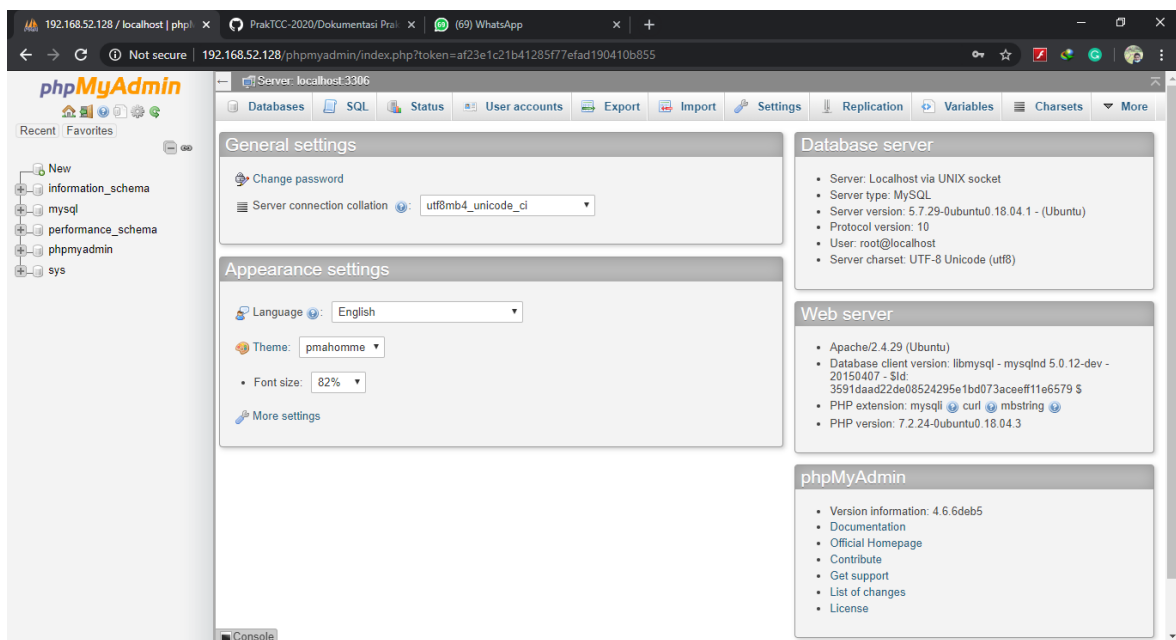 192.168.52.128 / localhost | phpM
PrakTCC-2020/Dokumentasi Prak
(69) WhatsApp
Not secure | 192.168.52.128/phpmyadmin/index.php?token=af23e1c21b41285f77efad190410b855
phpMyAdmin
Recent Favorites
New
information_schema
mysql
performance_schema
phpmyadmin
sys
Server: localhost:3306
Databases SQL Status User accounts Export Import Settings Replication Variables Charsets More
General settings
Change password
Server connection collation : utf8mb4_unicode_ci
Appearance settings
Language : English
Theme: pmahomme
Font size: 82%
More settings
Console
Database server
Server: Localhost via UNIX socket
Server type: MySQL
Server version: 5.7.29-0ubuntu0.18.04.1 - (Ubuntu)
Protocol version: 10
User: root@localhost
Server charset: UTF-8 Unicode (utf8)
Web server
Apache/2.4.29 (Ubuntu)
Database client version: libmysql - mysqlnd 5.0.12-dev -
20150407 - $Id:
3591daad22de08524295e1bd073aceeff11e6579 $
PHP extension: mysqli curl mbstring
PHP version: 7.2.24-0ubuntu0.18.04.3
phpMyAdmin
Version information: 4.6.6deb5
Documentation
Official Homepage
Contribute
Get support
List of changes
License